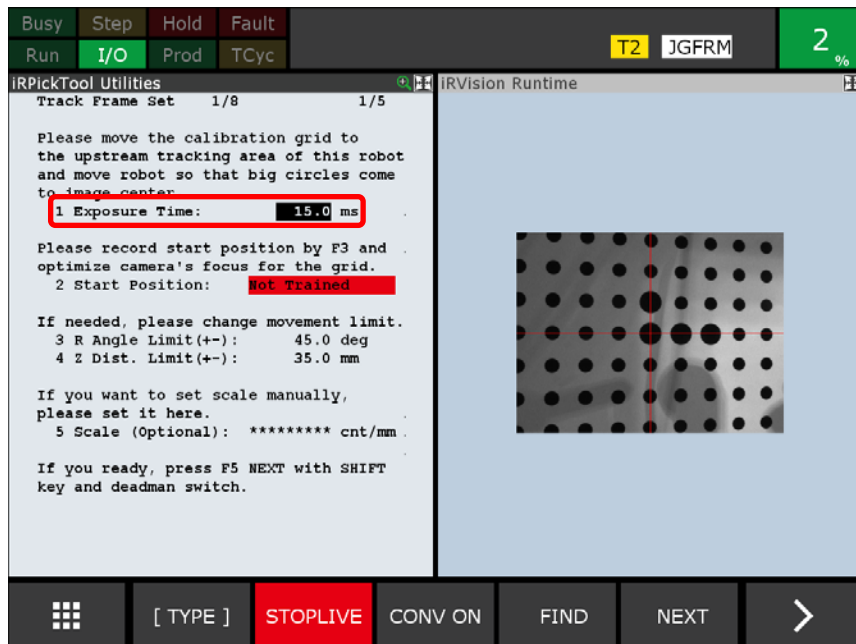 Busy Step Hold Fault
Run I/O Prod TCyc
T2 JGFRM
2 %
iRPickTool Utilities
Track Frame Set 1/8 1/5
Please move the calibration grid to
the upstream tracking area of this robot
and move robot so that big circles come
to image center.
1 Exposure Time: 15.0 ms
Please record start position by F3 and
optimize camera's focus for the grid.
2 Start Position: Not Trained
If needed, please change movement limit.
3 R Angle Limit(+-): 45.0 deg
4 Z Dist. Limit(+-): 35.0 mm
If you want to set scale manually,
please set it here.
5 Scale (Optional): ********* cnt/mm
If you ready, press F5 NEXT with SHIFT
key and deadman switch.
iRVision Runtime
[ TYPE ] STOPLIVE CONV ON FIND NEXT >